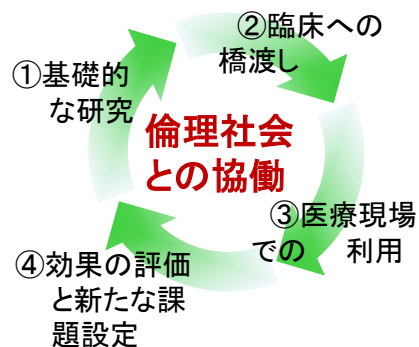 ①基礎的
な研究
②臨床への
橋渡し
倫理社会
との協働
③医療現場
での 利用
④効果の評価
と新たな課
題設定